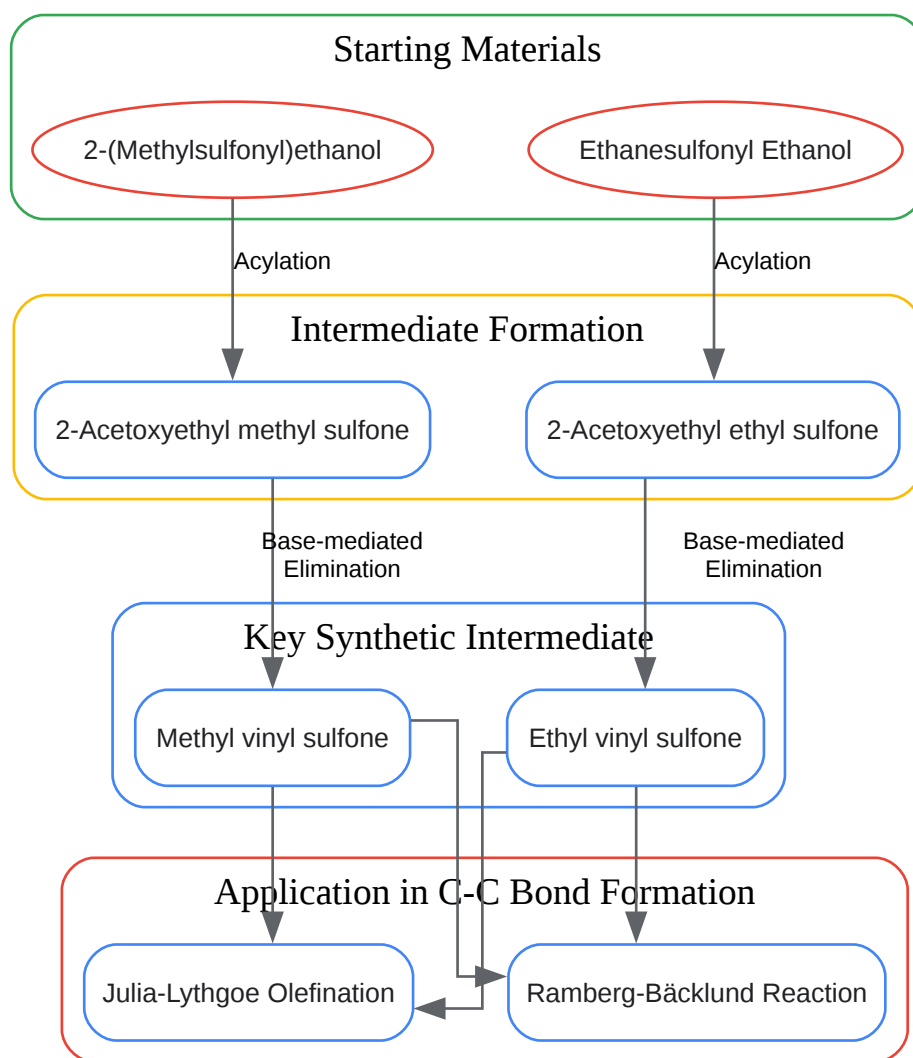 Starting Materials
2-(Methylsulfonyl)ethanol
Ethanesulfonyl Ethanol
Acylation
Acylation
Intermediate Formation
2-Acetoxyethyl methyl sulfone
2-Acetoxyethyl ethyl sulfone
Base-mediated
Elimination
Base-mediated
Elimination
Key Synthetic Intermediate
Methyl vinyl sulfone
Ethyl vinyl sulfone
Application in C-C Bond Formation
Julia-Lythgoe Olefination
Ramberg-Bäcklund Reaction